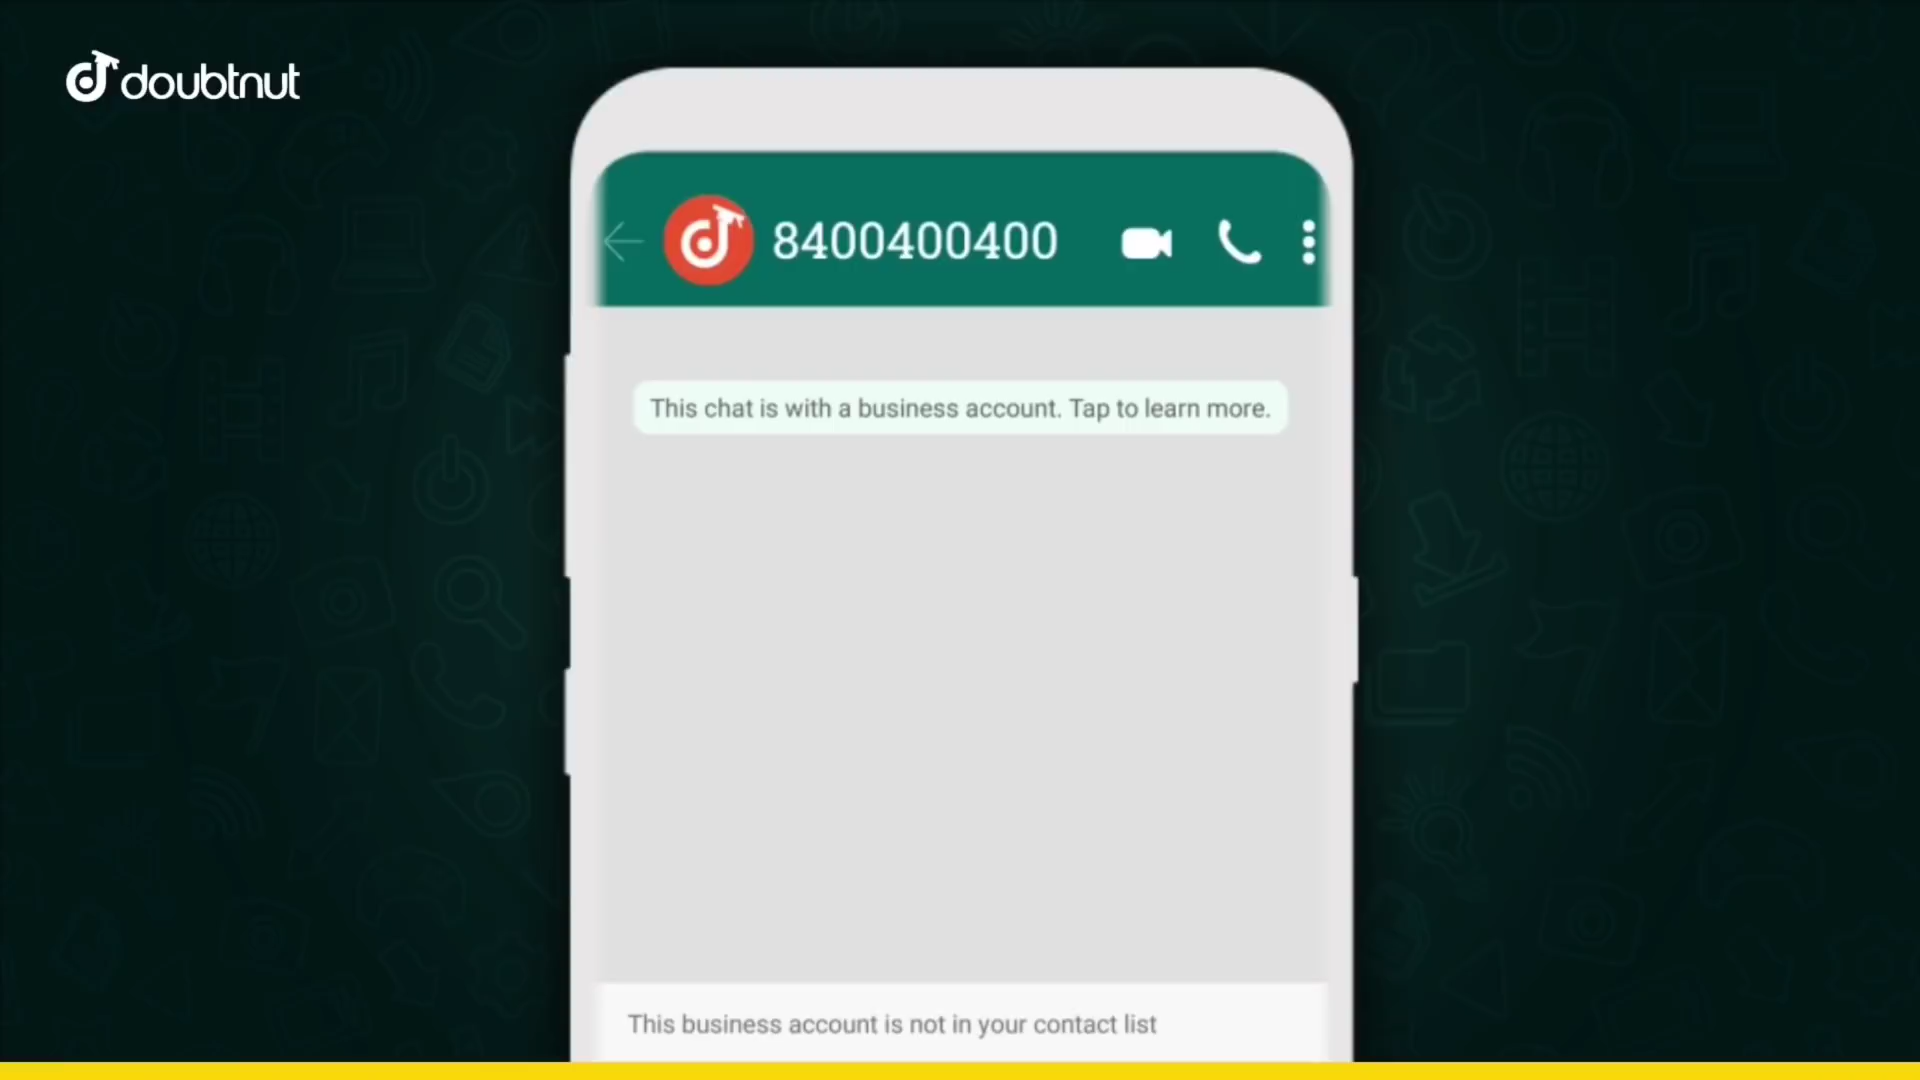 doubtnut
8400400400
This chat is with a business account. Tap to learn more.
This business account is not in your contact list